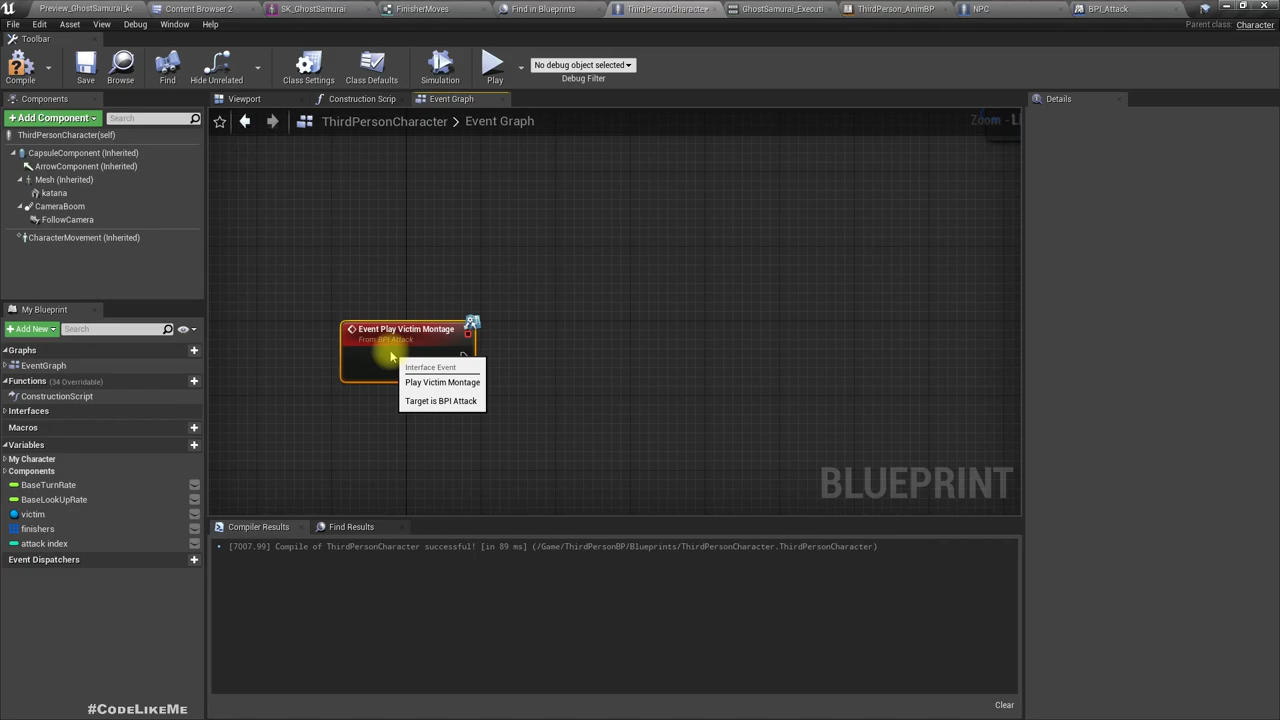 Preview_GhostSamurai_ka
Content Browser 2
SK_GhostSamurai
FinisherMoves
Find in Blueprints
ThirdPersonCharacter
GhostSamurai_Executi
ThirdPerson_AnimBP
NPC
BPI_Attack
File Edit Asset View Debug Window Help
Parent class: Character
Toolbar
Compile
Save
Browse
Find
Hide Unrelated
Class Settings
Class Defaults
Simulation
Play
No debug object selected
Debug Filter
Components
Viewport
Construction Scrip
Event Graph
Details
+ Add Component
Search
ThirdPersonCharacter > Event Graph
Zoom -
ThirdPersonCharacter(self)
CapsuleComponent (Inherited)
ArrowComponent (Inherited)
Mesh (Inherited)
katana
CameraBoom
FollowCamera
CharacterMovement (Inherited)
My Blueprint
+ Add New
Search
Graphs
EventGraph
Functions (34 Overridable)
ConstructionScript
Interfaces
Macros
Variables
My Character
Components
BaseTurnRate
BaseLookUpRate
victim
finishers
attack index
Event Dispatchers
Event Play Victim Montage
From BPI Attack
Interface Event
Play Victim Montage
Target is BPI Attack
BLUEPRINT
Compiler Results
Find Results
[7007.99] Compile of ThirdPersonCharacter successful! [in 89 ms] (/Game/ThirdPersonBP/Blueprints/ThirdPersonCharacter.ThirdPersonCharacter)
Clear
#CodeLikeMe